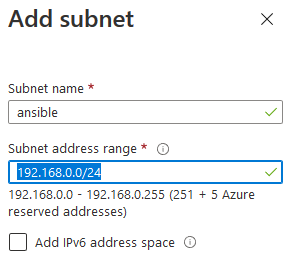 Add subnet
Subnet name *
ansible
Subnet address range *
192.168.0.0/24
192.168.0.0 - 192.168.0.255 (251 + 5 Azure
reserved addresses)
Add IPv6 address space